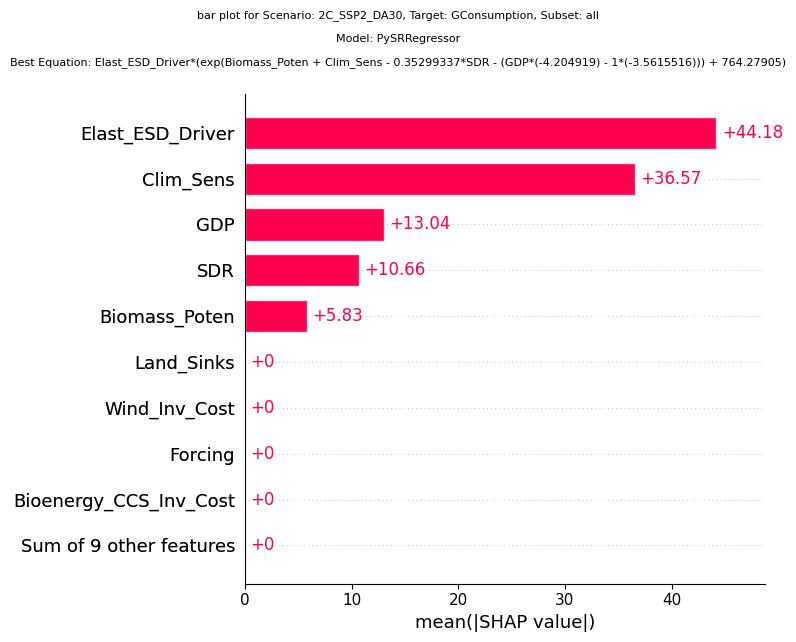 bar plot for Scenario: 2C_SSP2_DA30, Target: GConsumption, Subset: all
Model: PySRRegressor
Best Equation: Elast_ESD_Driver*(exp(Biomass_Poten + Clim_Sens - 0.35299337*SDR - (GDP*(-4.204919) - 1*(-3.5615516))) + 764.27905)
Elast_ESD_Driver +44.18
Clim_Sens +36.57
GDP +13.04
SDR +10.66
Biomass_Poten +5.83
Land_Sinks +0
Wind_Inv_Cost +0
Forcing +0
Bioenergy_CCS_Inv_Cost +0
Sum of 9 other features +0
0 10 20 30 40
mean(|SHAP value|)